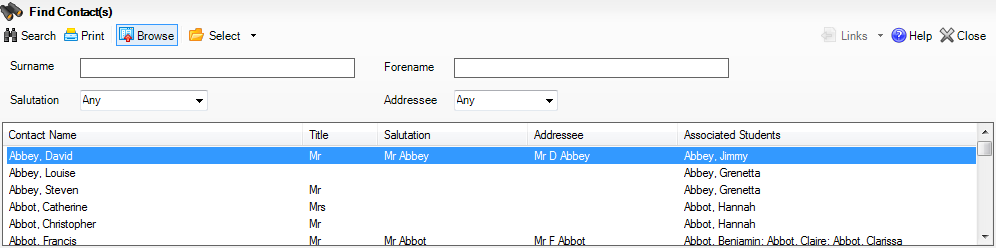 Find Contact(s)
Search Print Browse Select Links Help Close
Surname Forename
Salutation Any Addressee Any
Contact Name Title Salutation Addressee Associated Students
Abbey, David Mr Mr Abbey Mr D Abbey Abbey, Jimmy
Abbey, Louise Abbey, Grenetta
Abbey, Steven Mr Abbey, Grenetta
Abbot, Catherine Mrs Abbot, Hannah
Abbot, Christopher Mr Abbot, Hannah
Abbot, Francis Mr Mr Abbot Mr F Abbot Abbot, Benjamin; Abbot, Claire; Abbot, Clarissa